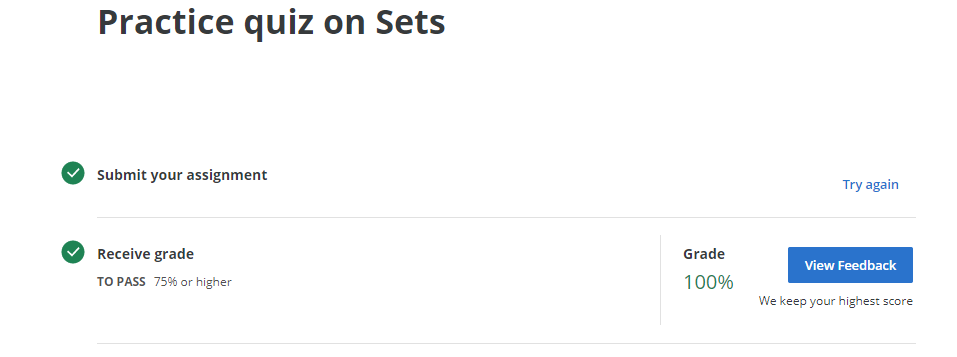 Practice quiz on Sets
Submit your assignment
Try again
Receive grade
TO PASS 75% or higher
Grade
100%
View Feedback
We keep your highest score